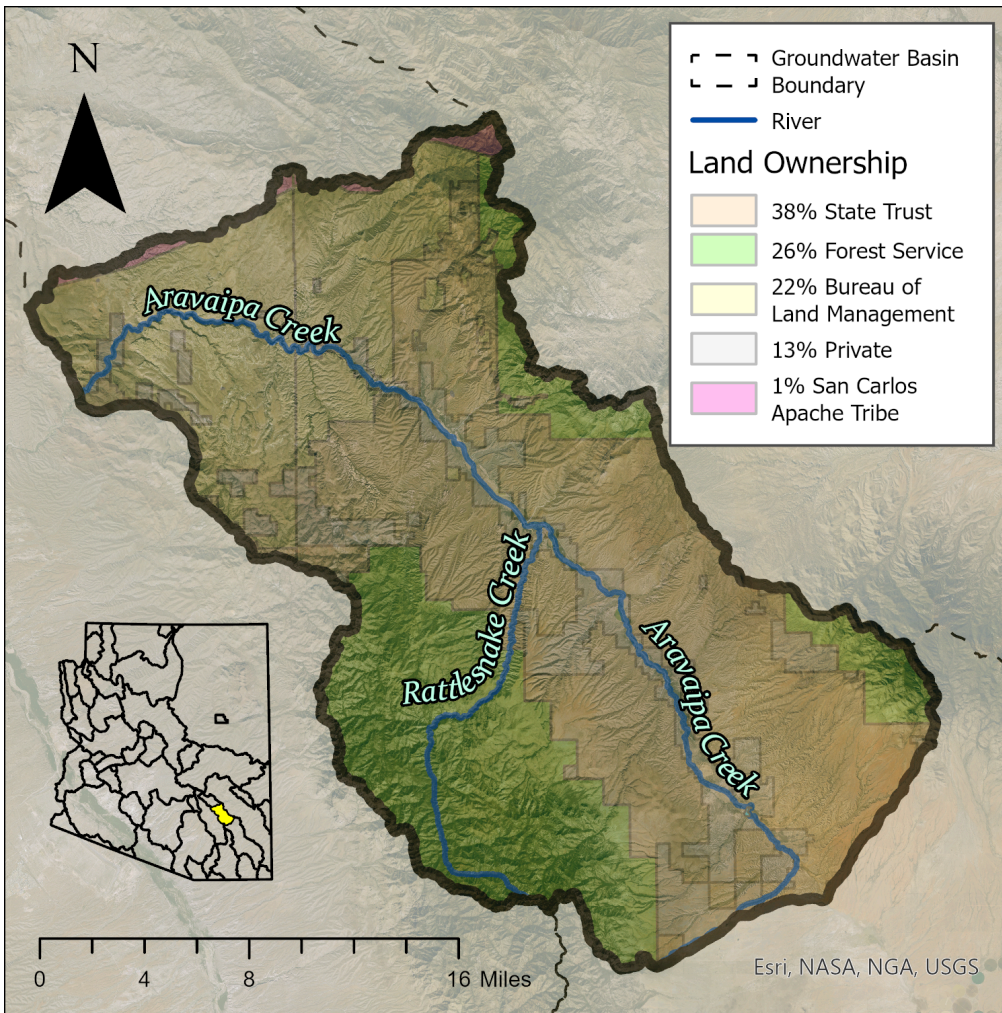 N
Groundwater Basin
Boundary
River
Land Ownership
38% State Trust
26% Forest Service
22% Bureau of
Land Management
13% Private
1% San Carlos
Apache Tribe
Aravaipa Creek
Rattlesnake Creek
Aravaipa Creek
0 4 8 16 Miles
Esri, NASA, NGA, USGS